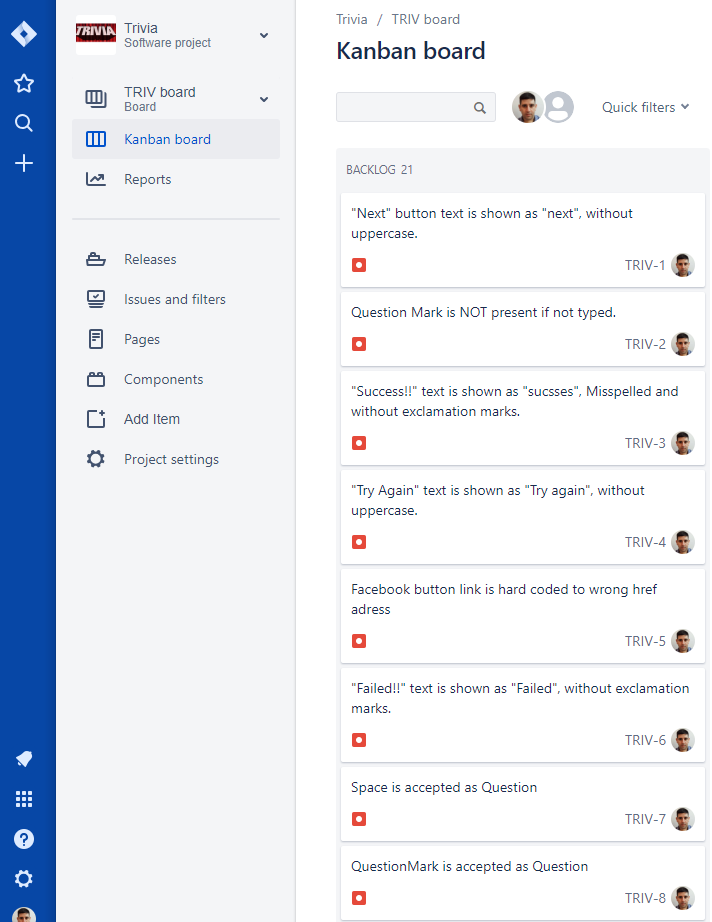 TRIVIA
Trivia
Software project
TRIV board
Board
Kanban board
Reports
Releases
Issues and filters
Pages
Components
Add Item
Project settings
Trivia / TRIV board
Kanban board
Quick filters
BACKLOG 21
"Next" button text is shown as "next", without
uppercase.
TRIV-1
Question Mark is NOT present if not typed.
TRIV-2
"Success!!" text is shown as "sucsses", Misspelled and
without exclamation marks.
TRIV-3
"Try Again" text is shown as "Try again", without
uppercase.
TRIV-4
Facebook button link is hard coded to wrong href
adress
TRIV-5
"Failed!!" text is shown as "Failed", without exclamation
marks.
TRIV-6
Space is accepted as Question
TRIV-7
QuestionMark is accepted as Question
TRIV-8